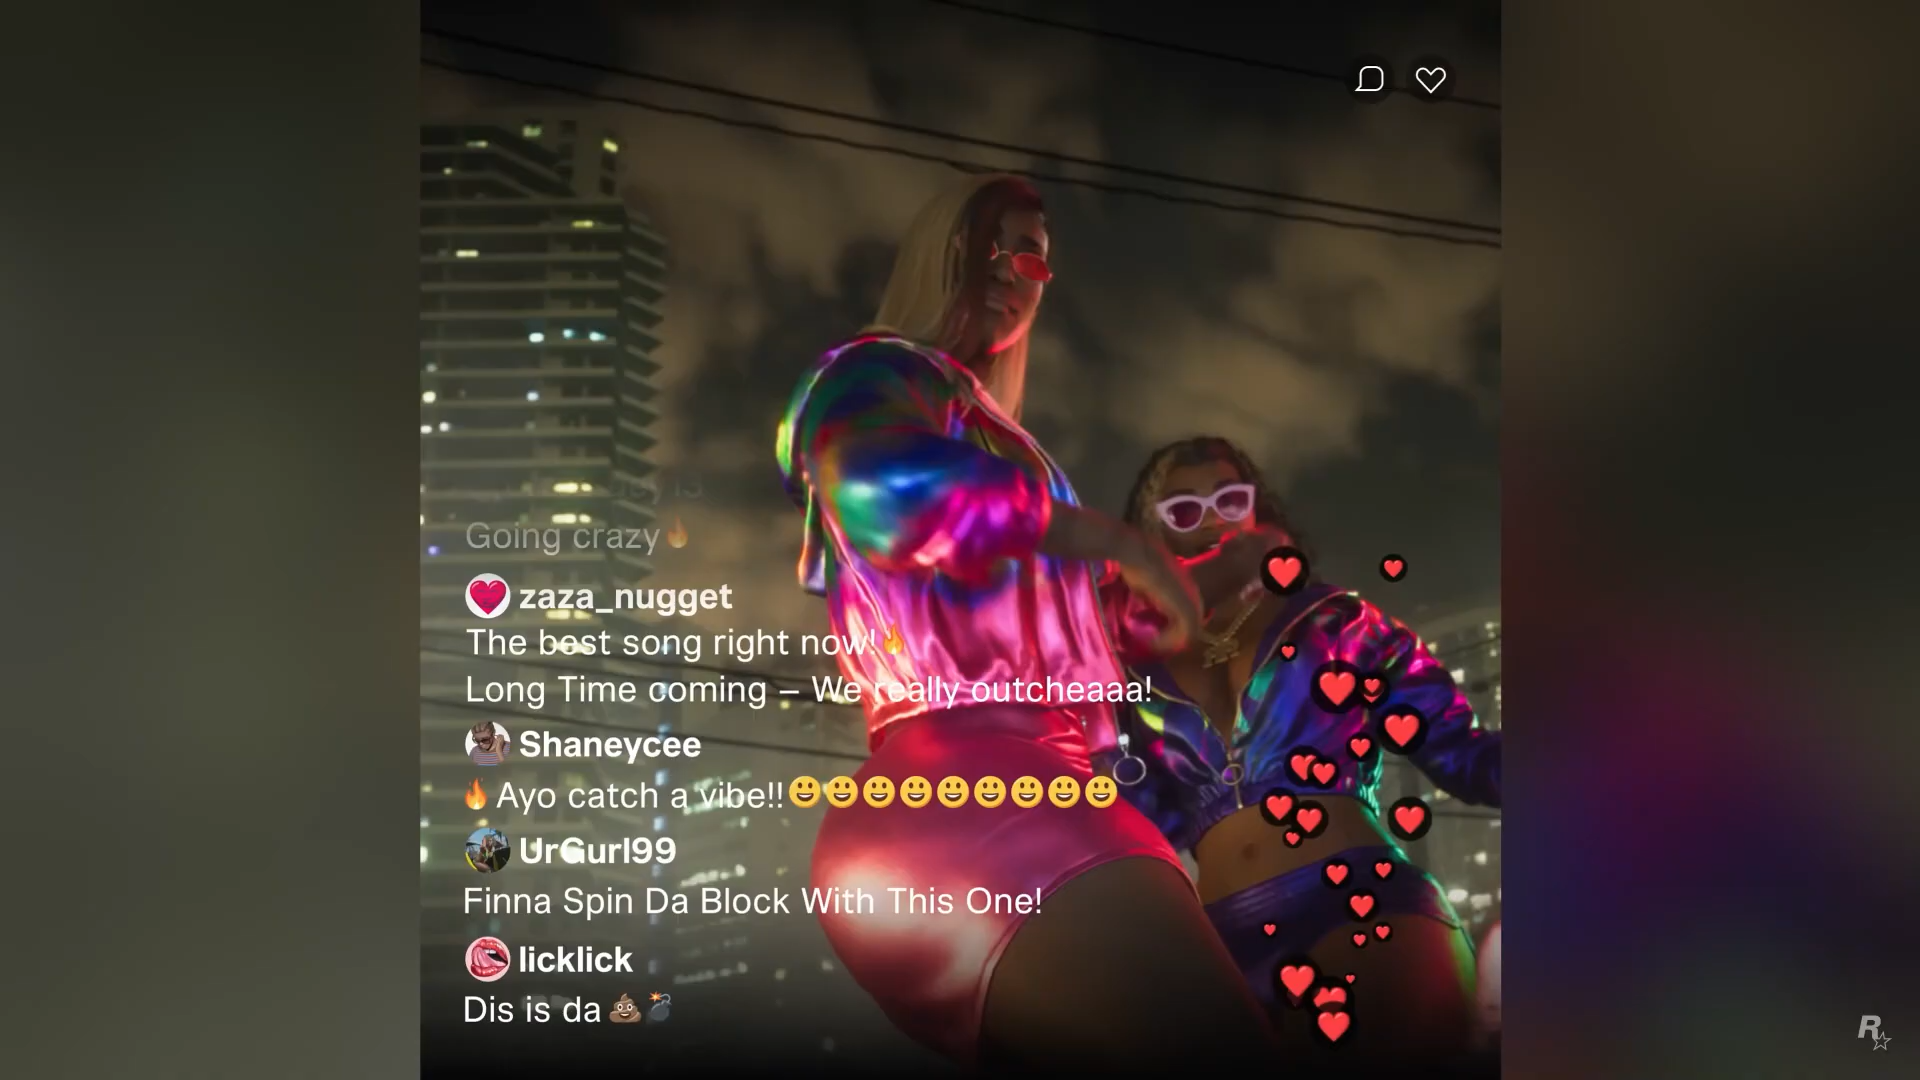 Going crazy🔥
zaza_nugget
The best song right now!🔥
Long Time coming – We really outcheaaa!
Shaneycee
🔥Ayo catch a vibe!!😀😀😀😀😀😀😀😀😀
UrGurl99
Finna Spin Da Block With This One!
licklick
Dis is da💩💣
R